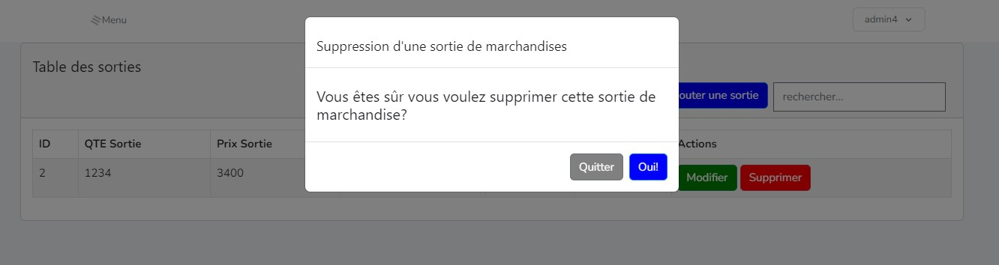 Menu
admin4
Suppression d'une sortie de marchandises
Table des sorties
Vous êtes sûr vous voulez supprimer cette sortie de
marchandise?
outer une sortie
rechercher...
ID QTE Sortie Prix Sortie Actions
Quitter Oui!
2 1234 3400 Modifier Supprimer